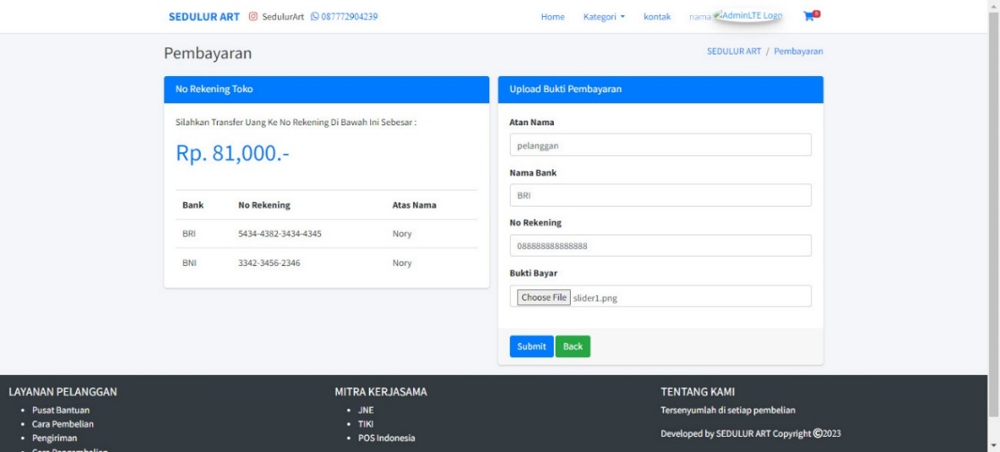 SEDULUR ART SedulurArt 087772904239 Home Kategori kontak nama AdminLTE Logo
Pembayaran
SEDULUR ART / Pembayaran
No Rekening Toko
Silahkan Transfer Uang Ke No Rekening Di Bawah Ini Sebesar :
Rp. 81,000.-
Bank No Rekening Atas Nama
BRI 5434-4382-3434-4345 Nory
BNI 3342-3456-2346 Nory
Upload Bukti Pembayaran
Atan Nama
pelanggan
Nama Bank
BRI
No Rekening
088888888888888
Bukti Bayar
Choose File slider1.png
Submit Back
LAYANAN PELANGGAN
• Pusat Bantuan
• Cara Pembelian
• Pengiriman
• Cara Pengembalian
MITRA KERJASAMA
• JNE
• TIKI
• POS Indonesia
TENTANG KAMI
Tersenyumlah di setiap pembelian
Developed by SEDULUR ART Copyright ©2023